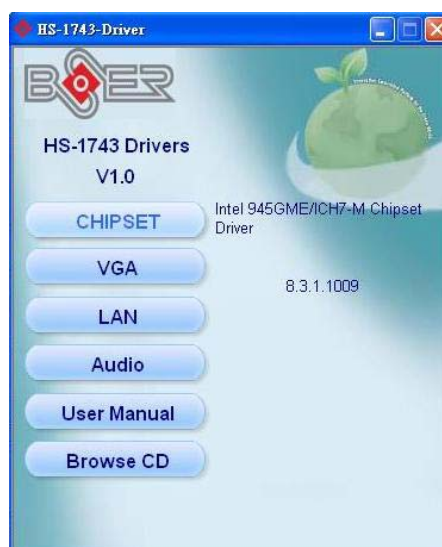 HS-1743-Driver
BOSER
HS-1743 Drivers
V1.0
CHIPSET
Intel 945GME/ICH7-M Chipset
Driver
VGA
8.3.1.1009
LAN
Audio
User Manual
Browse CD